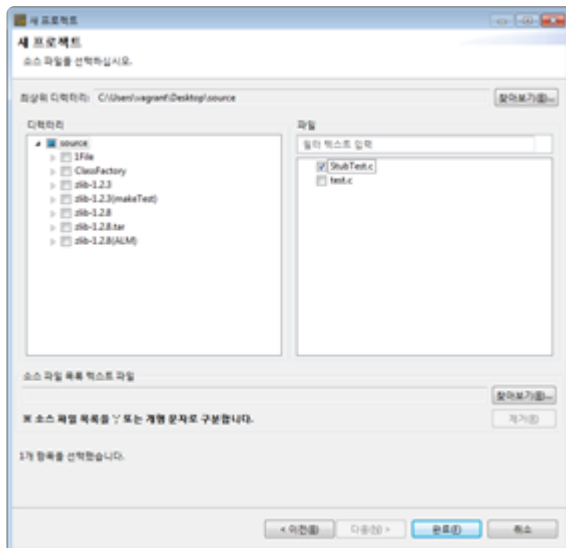 새 프로젝트
새 프로젝트
소스 파일을 선택하십시오.
최상위 디렉터리: C:\Users\vagrant\Desktop\source
찾아보기(B)...
디렉터리
source
1File
ClassFactory
zlib-1.2.3
zlib-1.2.3(makeTest)
zlib-1.2.8
zlib-1.2.8.tar
zlib-1.2.8(ALM)
파일
필터 텍스트 입력
StubTest.c
test.c
소스 파일 목록 텍스트 파일
찾아보기(B)...
※ 소스 파일 목록을 ';' 또는 개행 문자로 구분합니다.
제거(R)
1개 항목을 선택했습니다.
< 이전(B)
다음(N) >
완료(F)
취소